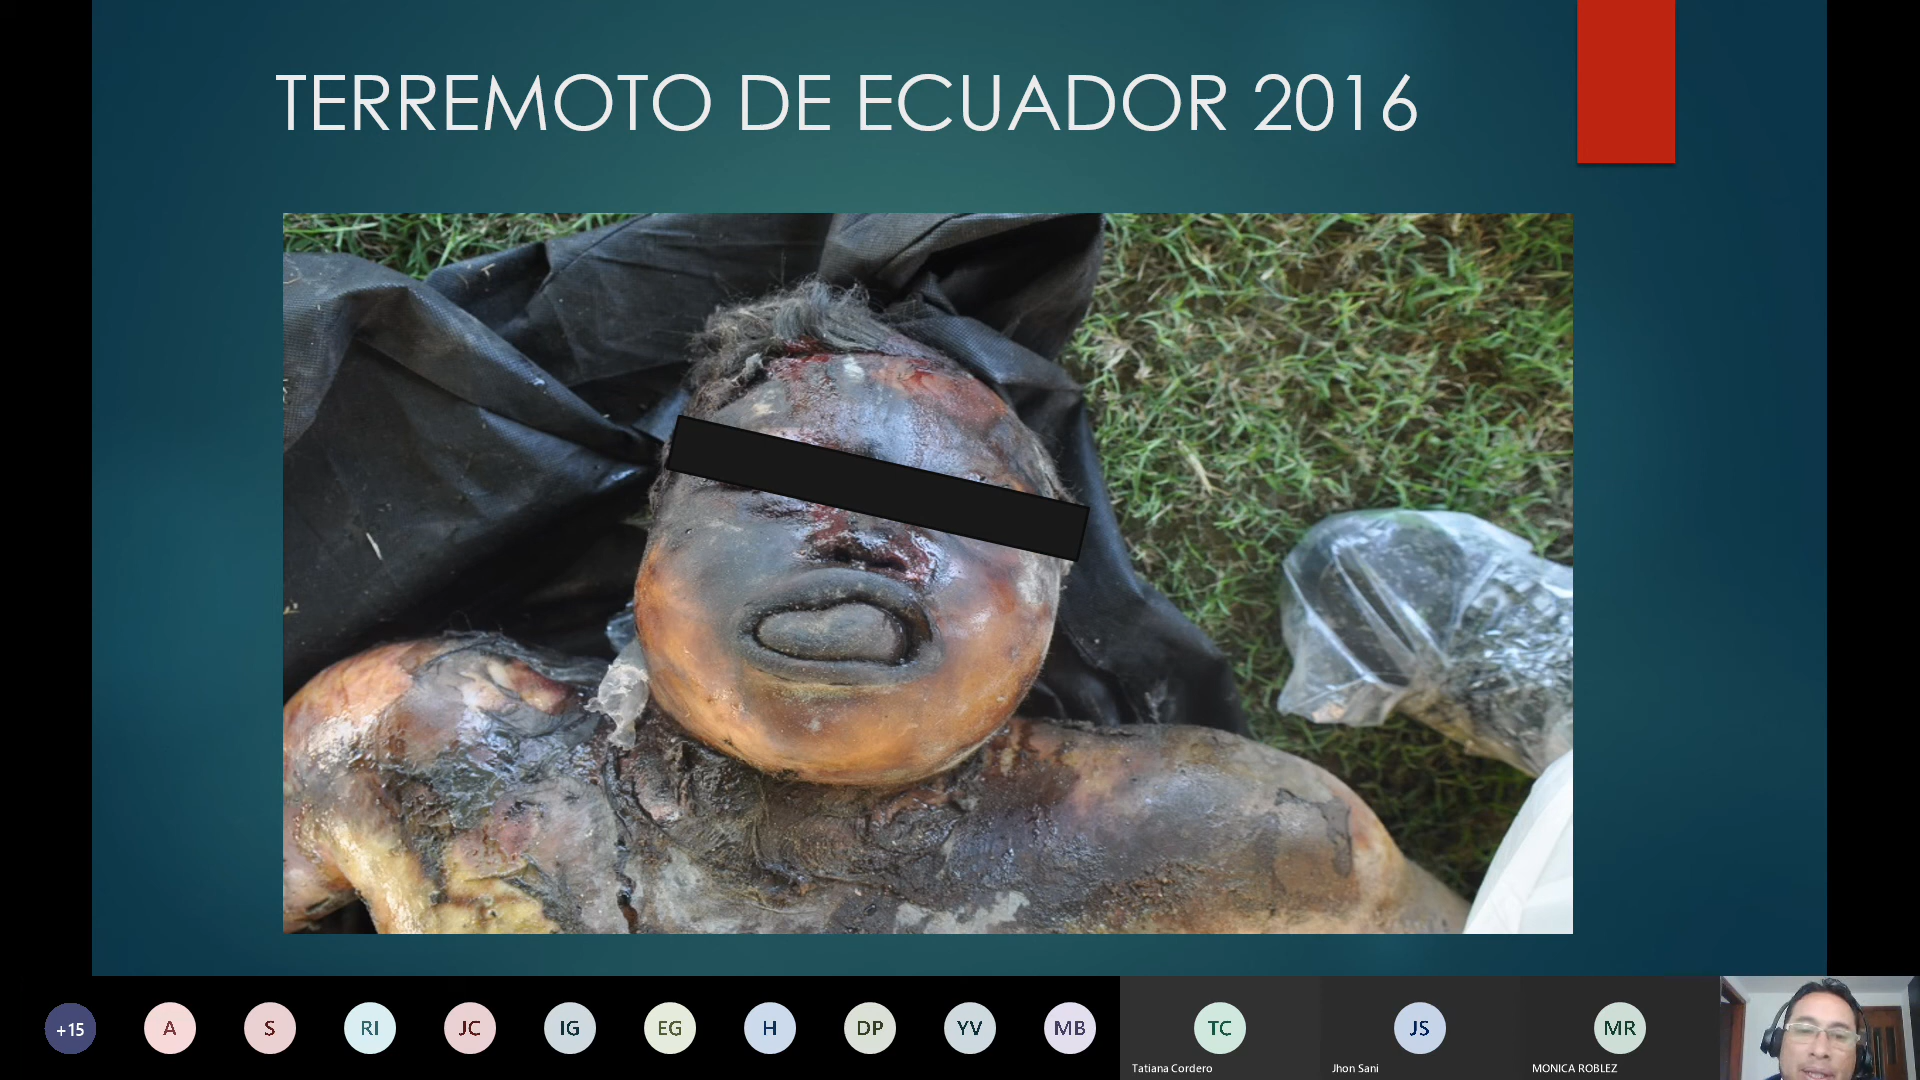 TERREMOTO DE ECUADOR 2016
+15
A
S
RI
JC
IG
EG
H
DP
YV
MB
TC
JS
MR
Tatiana Cordero
Jhon Sani
MONICA ROBLEZ